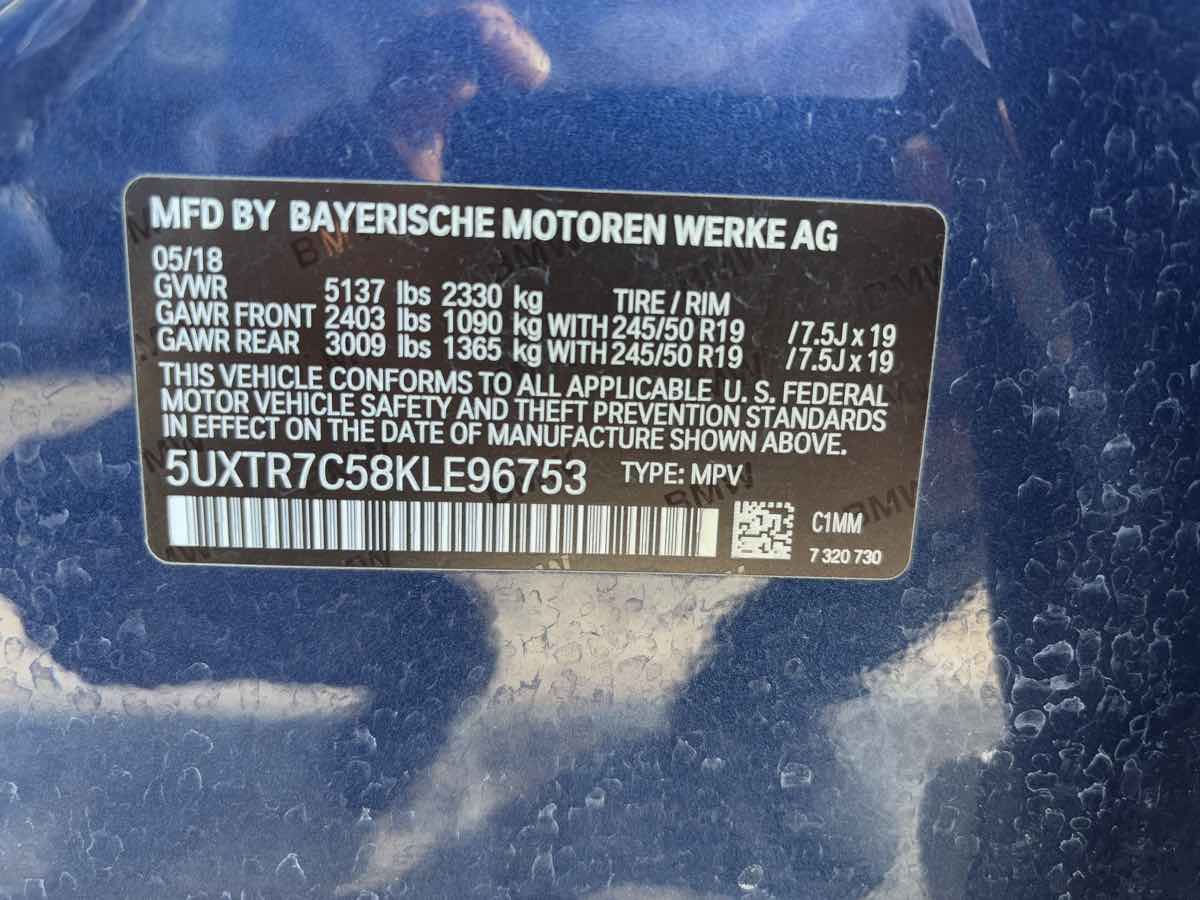 MFD BY BAYERISCHE MOTOREN WERKE AG
05/18
GVWR 5137 lbs 2330 kg TIRE / RIM
GAWR FRONT 2403 lbs 1090 kg WITH 245/50 R19 /7.5J x 19
GAWR REAR 3009 lbs 1365 kg WITH 245/50 R19 /7.5J x 19
THIS VEHICLE CONFORMS TO ALL APPLICABLE U. S. FEDERAL
MOTOR VEHICLE SAFETY AND THEFT PREVENTION STANDARDS
IN EFFECT ON THE DATE OF MANUFACTURE SHOWN ABOVE.
5UXTR7C58KLE96753 TYPE: MPV
C1MM
7 320 730